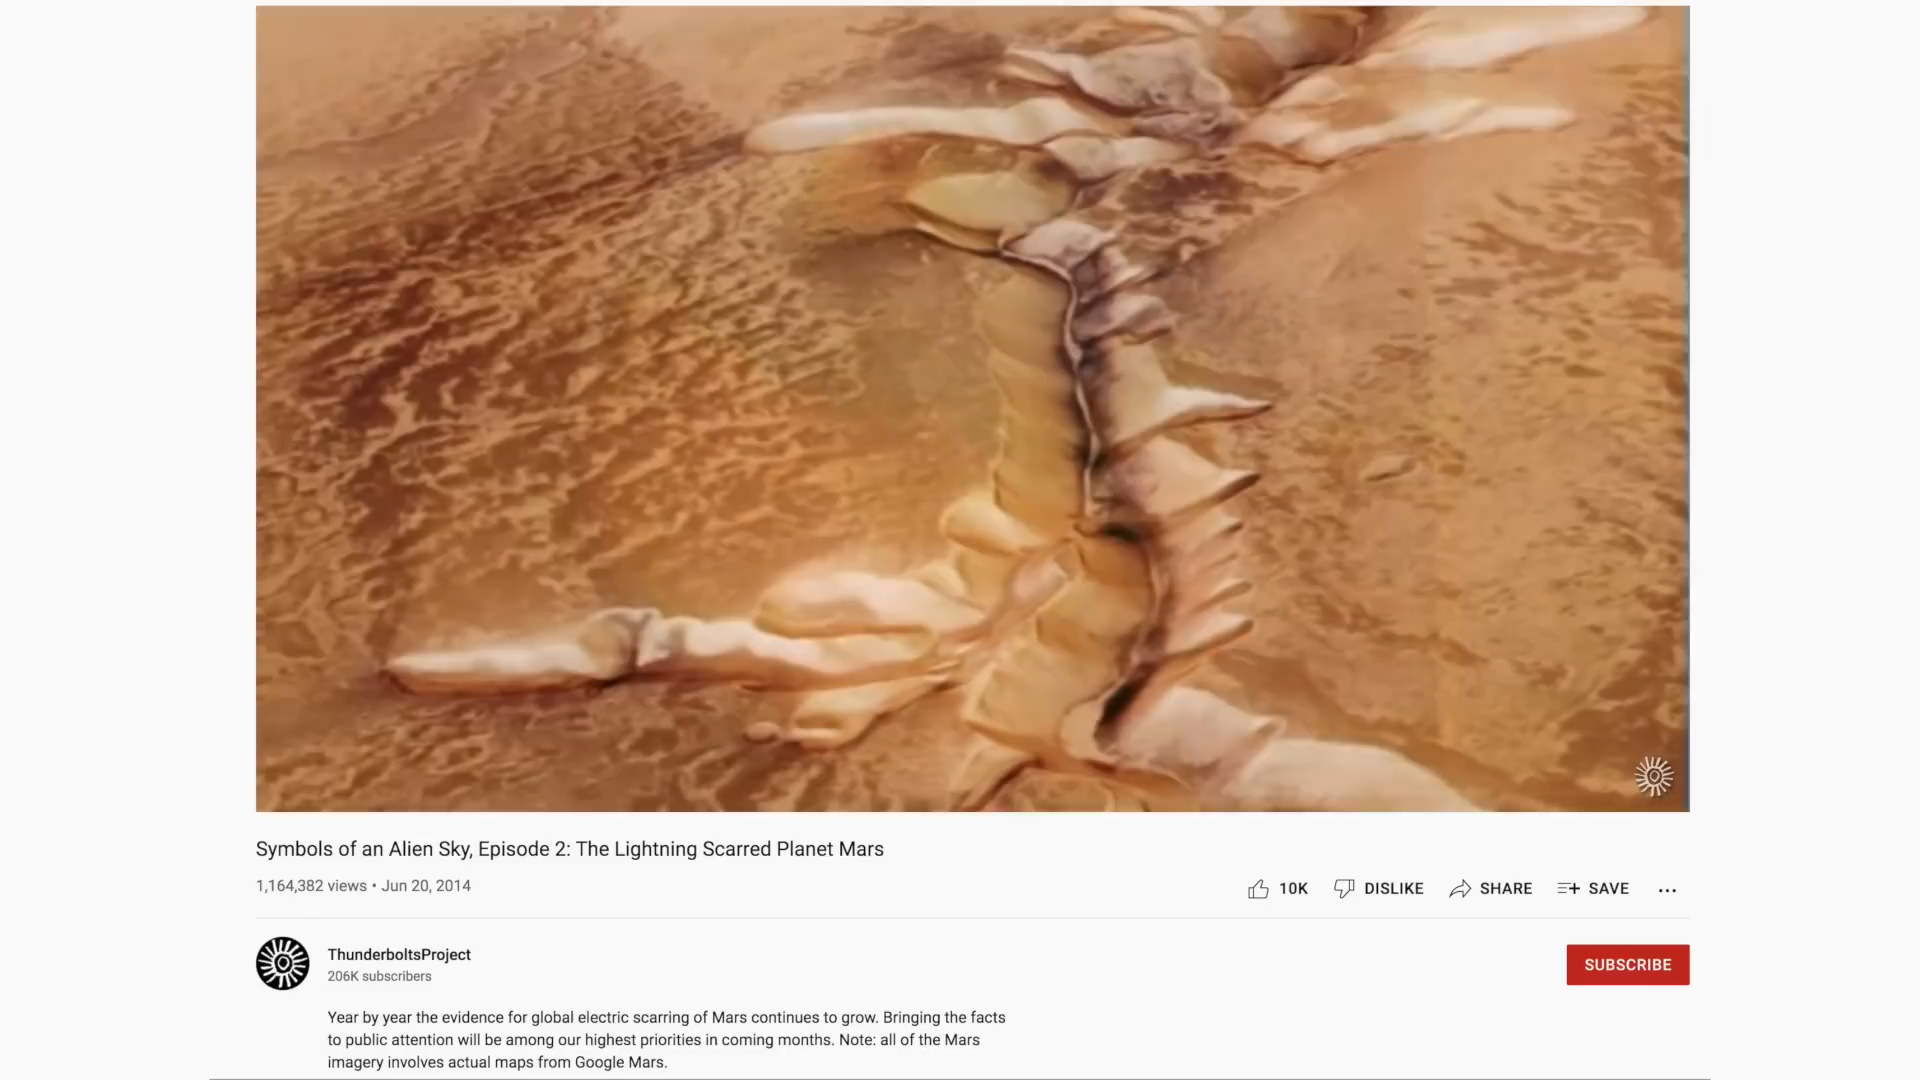 Symbols of an Alien Sky, Episode 2: The Lightning Scarred Planet Mars
1,164,382 views • Jun 20, 2014
10K DISLIKE SHARE SAVE ...
ThunderboltsProject
206K subscribers
SUBSCRIBE
Year by year the evidence for global electric scarring of Mars continues to grow. Bringing the facts
to public attention will be among our highest priorities in coming months. Note: all of the Mars
imagery involves actual maps from Google Mars.